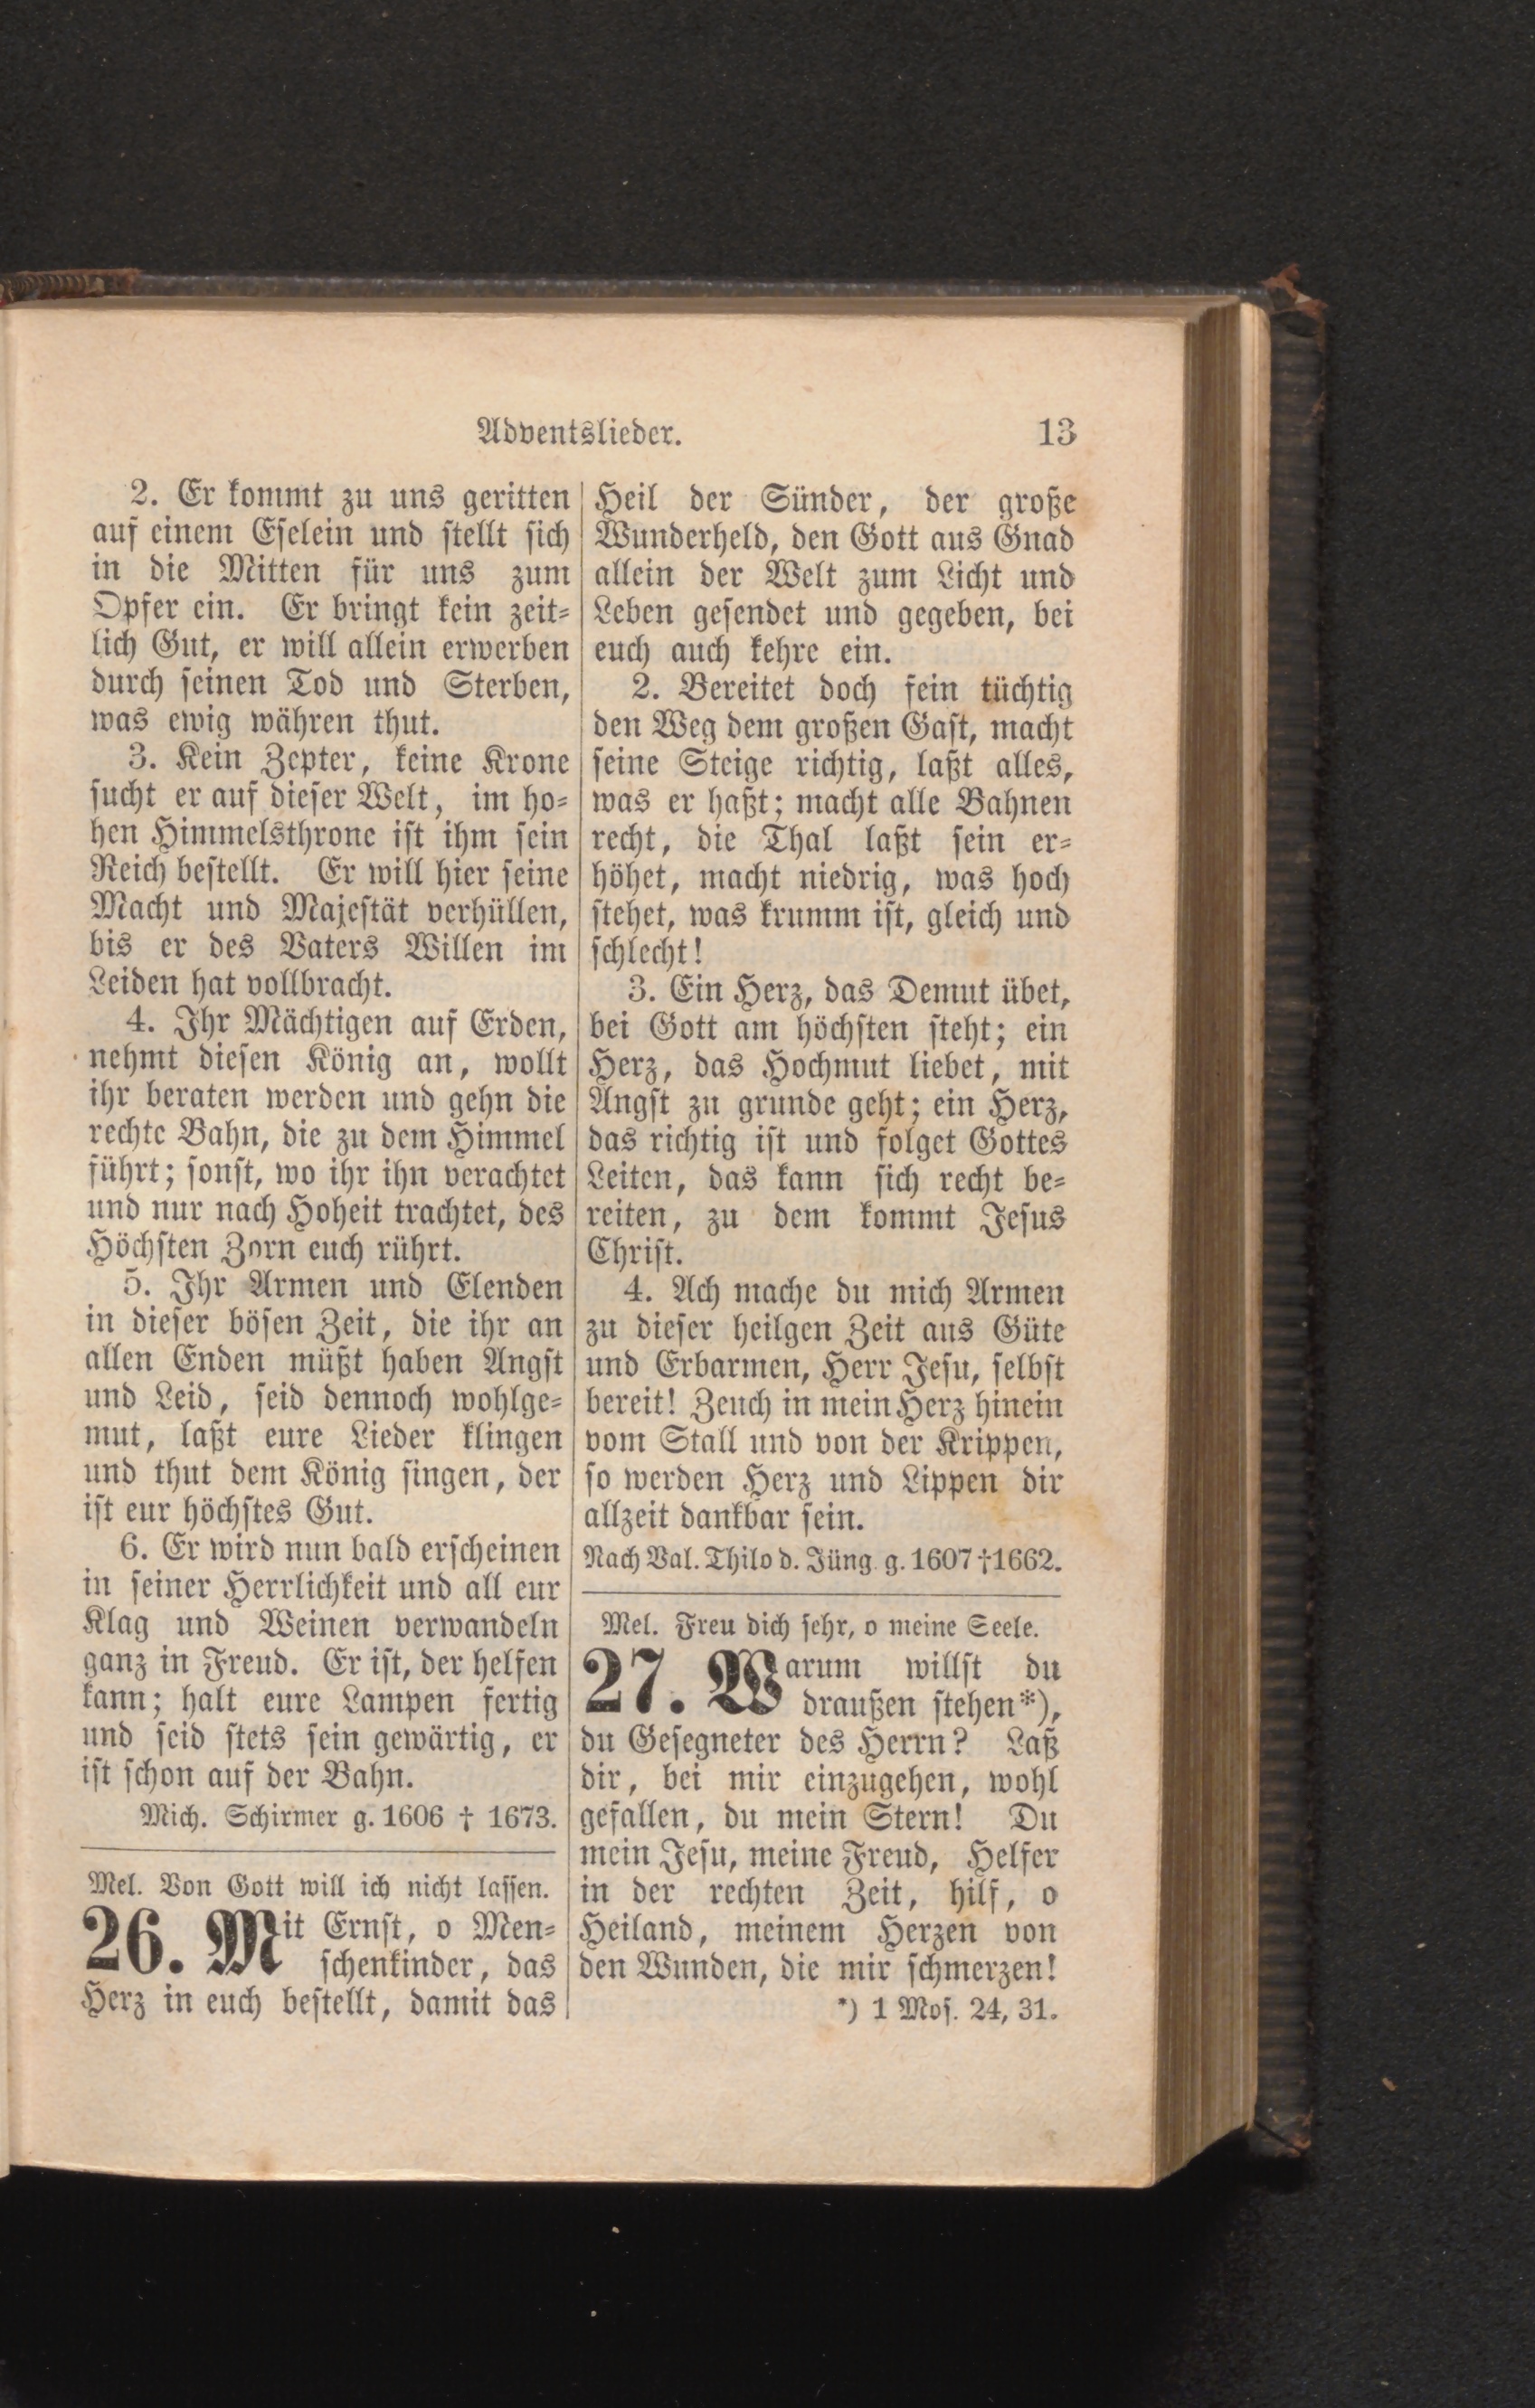 Adventslieder. 13
2. Er kommt zu uns geritten
auf einem Eselein und stellt sich
in die Mitten für uns zum
Opfer ein. Er bringt kein zeit-
lich Gut, er will allein erwerben
durch seinen Tod und Sterben,
was ewig währen thut.
3. Kein Zepter, keine Krone
sucht er auf dieser Welt, im ho-
hen Himmelsthrone ist ihm sein
Reich bestellt. Er will hier seine
Macht und Majestät verhüllen,
bis er des Vaters Willen im
Leiden hat vollbracht.
4. Ihr Mächtigen auf Erden,
nehmt diesen König an, wollt
ihr beraten werden und gehn die
rechte Bahn, die zu dem Himmel
führt; sonst, wo ihr ihn verachtet
und nur nach Hoheit trachtet, des
Höchsten Zorn euch rührt.
5. Ihr Armen und Elenden
in dieser bösen Zeit, die ihr an
allen Enden müßt haben Angst
und Leid, seid dennoch wohlge-
mut, laßt eure Lieder klingen
und thut dem König singen, der
ist eur höchstes Gut.
6. Er wird nun bald erscheinen
in seiner Herrlichkeit und all eur
Klag und Weinen verwandeln
ganz in Freud. Er ist, der helfen
kann; halt eure Lampen fertig
und seid stets sein gewärtig, er
ist schon auf der Bahn.
Mich. Schirmer g. 1606 † 1673.
Mel. Von Gott will ich nicht lassen.
26. Mit Ernst, o Men-
schenkinder, das
Herz in euch bestellt, damit das
Heil der Sünder, der große
Wunderheld, den Gott aus Gnad
allein der Welt zum Licht und
Leben gesendet und gegeben, bei
euch auch kehre ein.
2. Bereitet doch fein tüchtig
den Weg dem großen Gast, macht
seine Steige richtig, laßt alles,
was er haßt; macht alle Bahnen
recht, die Thal laßt sein er-
höhet, macht niedrig, was hoch
stehet, was krumm ist, gleich und
schlecht!
3. Ein Herz, das Demut übet,
bei Gott am höchsten steht; ein
Herz, das Hochmut liebet, mit
Angst zu grunde geht; ein Herz,
das richtig ist und folget Gottes
Leiten, das kann sich recht be-
reiten, zu dem kommt Jesus
Christ.
4. Ach mache du mich Armen
zu dieser heilgen Zeit aus Güte
und Erbarmen, Herr Jesu, selbst
bereit! Zeuch in mein Herz hinein
vom Stall und von der Krippen,
so werden Herz und Lippen dir
allzeit dankbar sein.
Nach Val. Thilo d. Jüng. g. 1607 †1662.
Mel. Freu dich sehr, o meine Seele.
27. Warum willst du
draußen stehen*),
du Gesegneter des Herrn? Laß
dir, bei mir einzugehen, wohl
gefallen, du mein Stern! Du
mein Jesu, meine Freud, Helfer
in der rechten Zeit, hilf, o
Heiland, meinem Herzen von
den Wunden, die mir schmerzen!
*) 1 Mos. 24, 31.